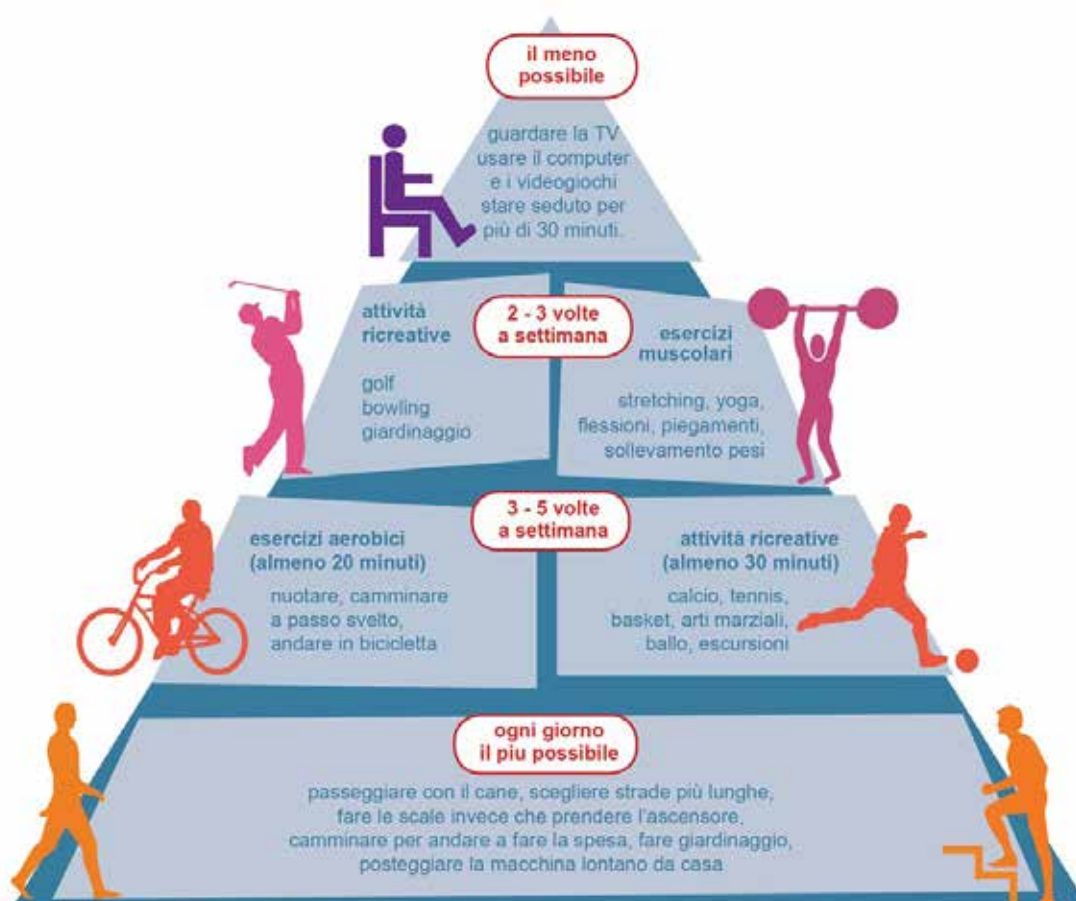 il meno
possibile
guardare la TV
usare il computer
e i videogiochi
stare seduto per
più di 30 minuti.
2 - 3 volte
a settimana
attività
ricreative
golf
bowling
giardinaggio
esercizi
muscolari
stretching, yoga,
flessioni, piegamenti,
sollevamento pesi
3 - 5 volte
a settimana
esercizi aerobici
(almeno 20 minuti)
nuotare, camminare
a passo svelto,
andare in bicicletta
attività ricreative
(almeno 30 minuti)
calcio, tennis,
basket, arti marziali,
ballo, escursioni
ogni giorno
il piu possibile
passeggiare con il cane, scegliere strade più lunghe,
fare le scale invece che prendere l'ascensore,
camminare per andare a fare la spesa, fare giardinaggio,
posteggiare la macchina lontano da casa